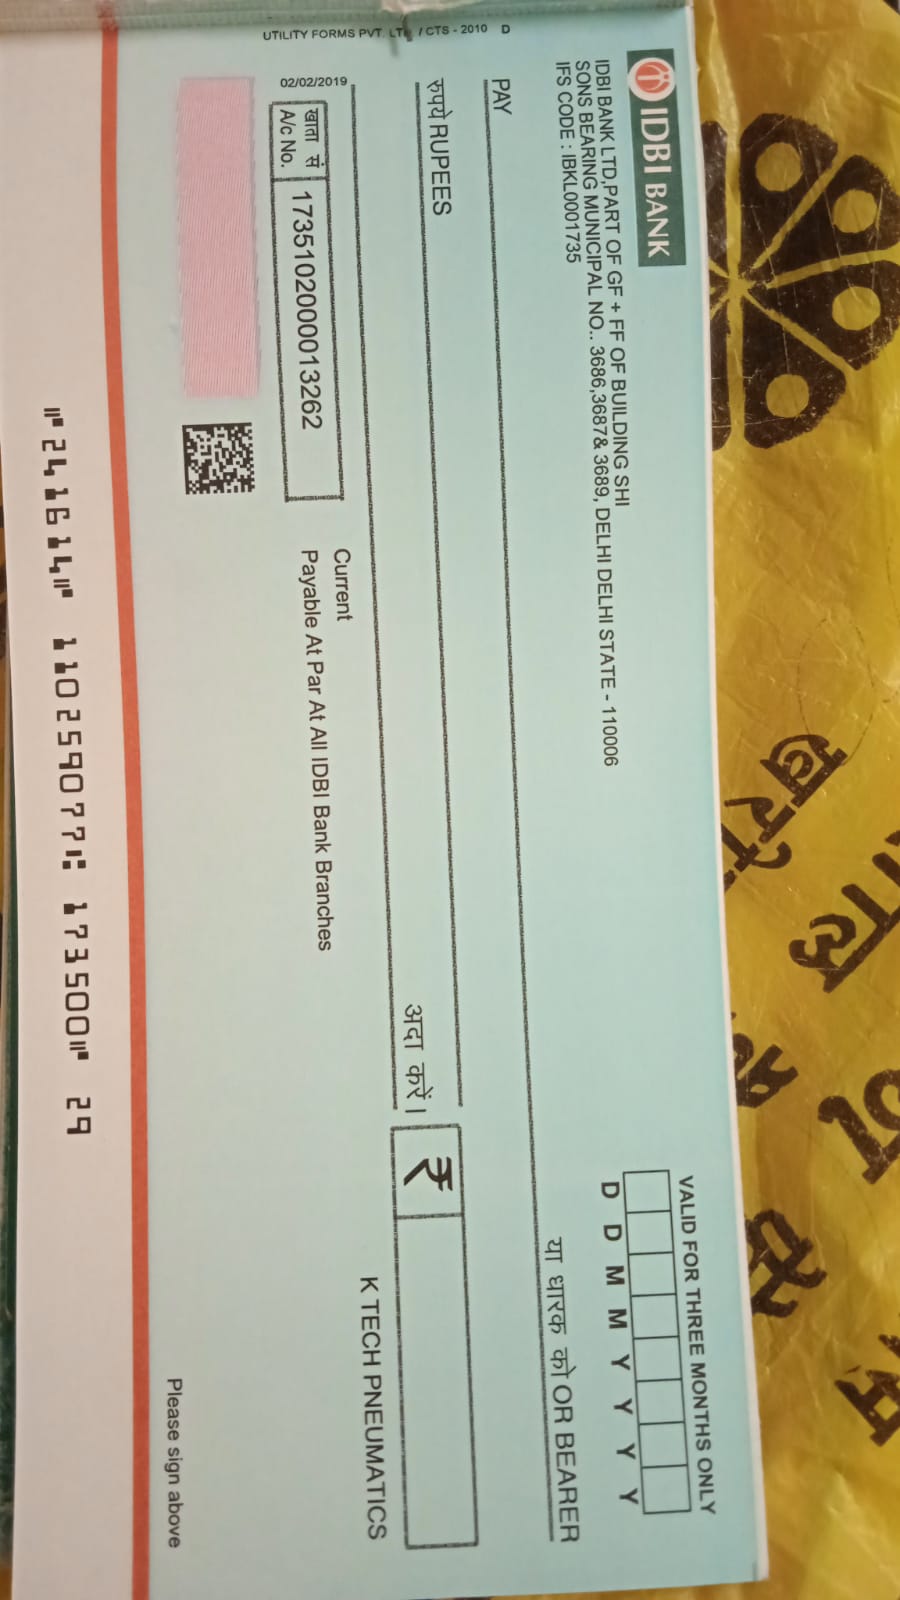 IDBI BANK
IDBI BANK LTD,PART OF GF + FF OF BUILDING SHI
SONS BEARING MUNICIPAL NO.. 3686,3687& 3689, DELHI DELHI STATE - 110006
IFS CODE : IBKL0001735
VALID FOR THREE MONTHS ONLY
D D M M Y Y Y Y
PAY
या धारक को OR BEARER
रुपये RUPEES
अदा करें।
₹
02/02/2019
खाता सं
A/c No.
1735102000013262
Current
Payable At Par At All IDBI Bank Branches
K TECH PNEUMATICS
Please sign above
UTILITY FORMS PVT. LTD. / CTS - 2010 D
⑈241614⑈ 110259077⑆ 173500⑈ 29